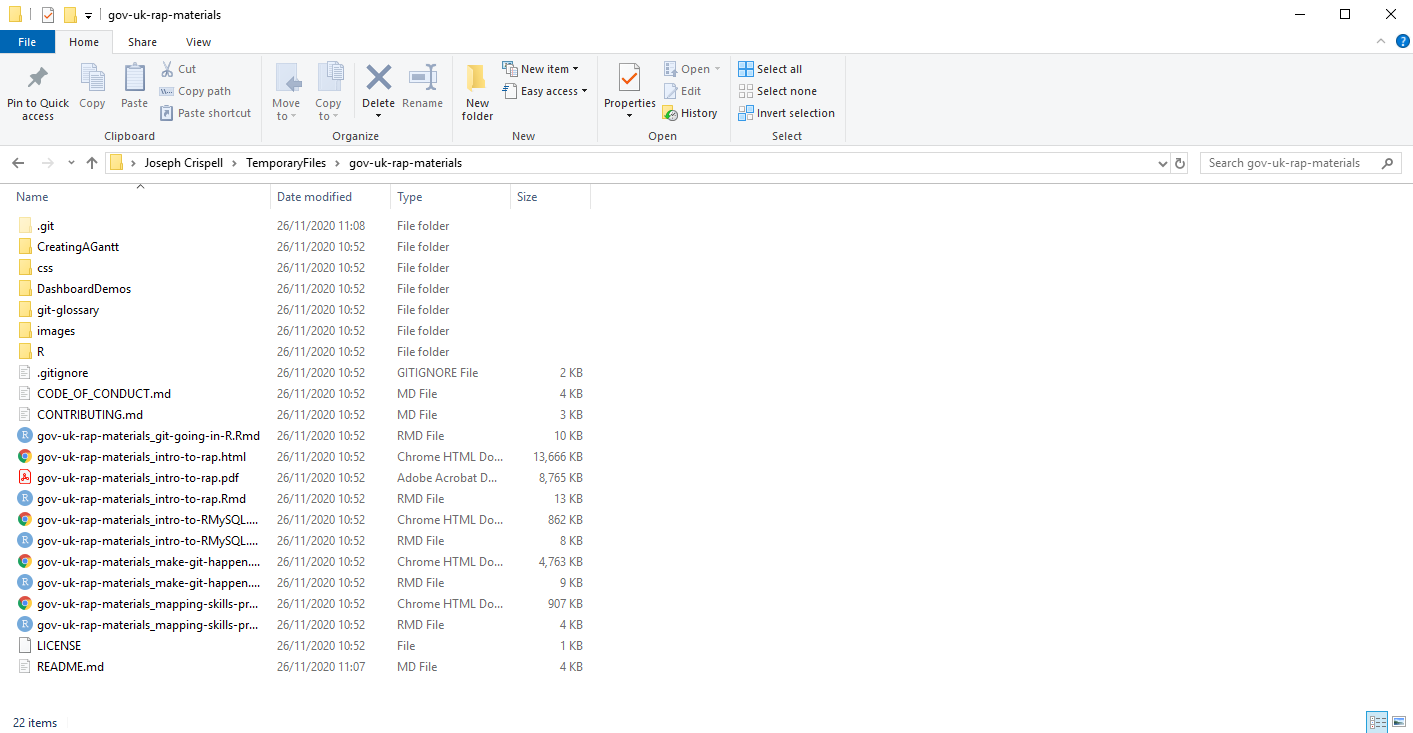 gov-uk-rap-materials
File Home Share View
Pin to Quick access
Copy
Paste
Cut
Copy path
Paste shortcut
Clipboard
Move to
Copy to
Delete
Rename
Organize
New folder
New item
Easy access
New
Properties
Open
Edit
History
Open
Select all
Select none
Invert selection
Select
Joseph Crispell TemporaryFiles gov-uk-rap-materials
Search gov-uk-rap-materials
Name Date modified Type Size
.git 26/11/2020 11:08 File folder
CreatingAGantt 26/11/2020 10:52 File folder
css 26/11/2020 10:52 File folder
DashboardDemos 26/11/2020 10:52 File folder
git-glossary 26/11/2020 10:52 File folder
images 26/11/2020 10:52 File folder
R 26/11/2020 10:52 File folder
.gitignore 26/11/2020 10:52 GITIGNORE File 2 KB
CODE_OF_CONDUCT.md 26/11/2020 10:52 MD File 4 KB
CONTRIBUTING.md 26/11/2020 10:52 MD File 3 KB
gov-uk-rap-materials_git-going-in-R.Rmd 26/11/2020 10:52 RMD File 10 KB
gov-uk-rap-materials_intro-to-rap.html 26/11/2020 10:52 Chrome HTML Do... 13,666 KB
gov-uk-rap-materials_intro-to-rap.pdf 26/11/2020 10:52 Adobe Acrobat D... 8,765 KB
gov-uk-rap-materials_intro-to-rap.Rmd 26/11/2020 10:52 RMD File 13 KB
gov-uk-rap-materials_intro-to-RMySQL.... 26/11/2020 10:52 Chrome HTML Do... 862 KB
gov-uk-rap-materials_intro-to-RMySQL.... 26/11/2020 10:52 RMD File 8 KB
gov-uk-rap-materials_make-git-happen.... 26/11/2020 10:52 Chrome HTML Do... 4,763 KB
gov-uk-rap-materials_make-git-happen.... 26/11/2020 10:52 RMD File 9 KB
gov-uk-rap-materials_mapping-skills-pr... 26/11/2020 10:52 Chrome HTML Do... 907 KB
gov-uk-rap-materials_mapping-skills-pr... 26/11/2020 10:52 RMD File 4 KB
LICENSE 26/11/2020 10:52 File 1 KB
README.md 26/11/2020 11:07 MD File 4 KB
22 items